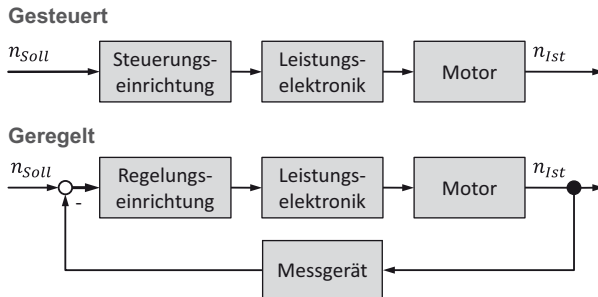 Gesteuert
n_Soll
Steuerungs-
einrichtung
Leistungs-
elektronik
Motor
n_Ist
Geregelt
n_Soll
-
Regelungs-
einrichtung
Leistungs-
elektronik
Motor
n_Ist
Messgerät